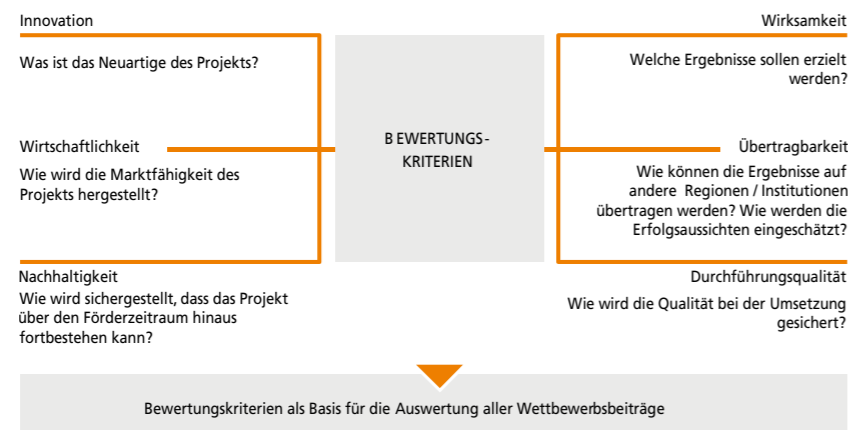 Innovation
Was ist das Neuartige des Projekts?
Wirtschaftlichkeit
Wie wird die Marktfähigkeit des
Projekts hergestellt?
Nachhaltigkeit
Wie wird sichergestellt, dass das Projekt
über den Förderzeitraum hinaus
fortbestehen kann?
BEWERTUNGS-
KRITERIEN
Wirksamkeit
Welche Ergebnisse sollen erzielt
werden?
Übertragbarkeit
Wie können die Ergebnisse auf
andere Regionen / Institutionen
übertragen werden? Wie werden die
Erfolgsaussichten eingeschätzt?
Durchführungsqualität
Wie wird die Qualität bei der Umsetzung
gesichert?
Bewertungskriterien als Basis für die Auswertung aller Wettbewerbsbeiträge